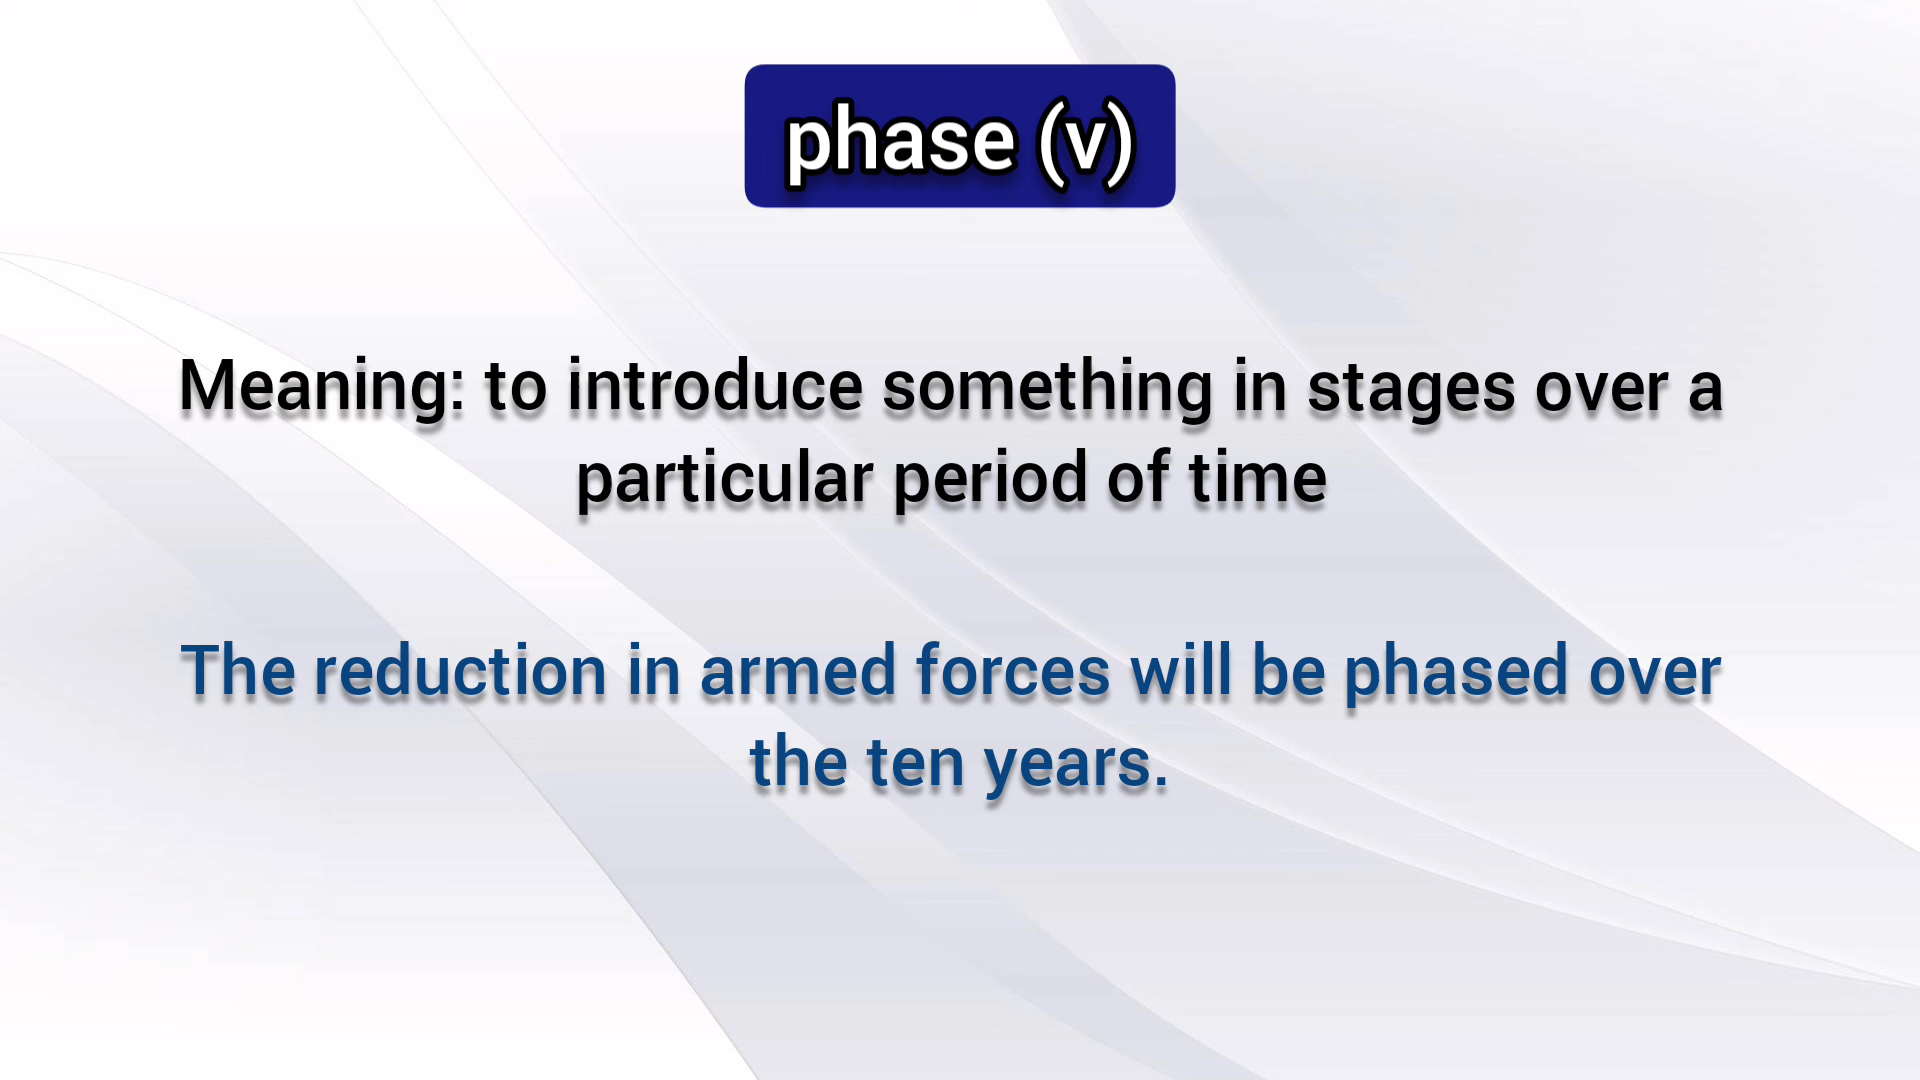 phase (v)
Meaning: to introduce something in stages over a
particular period of time
The reduction in armed forces will be phased over
the ten years.